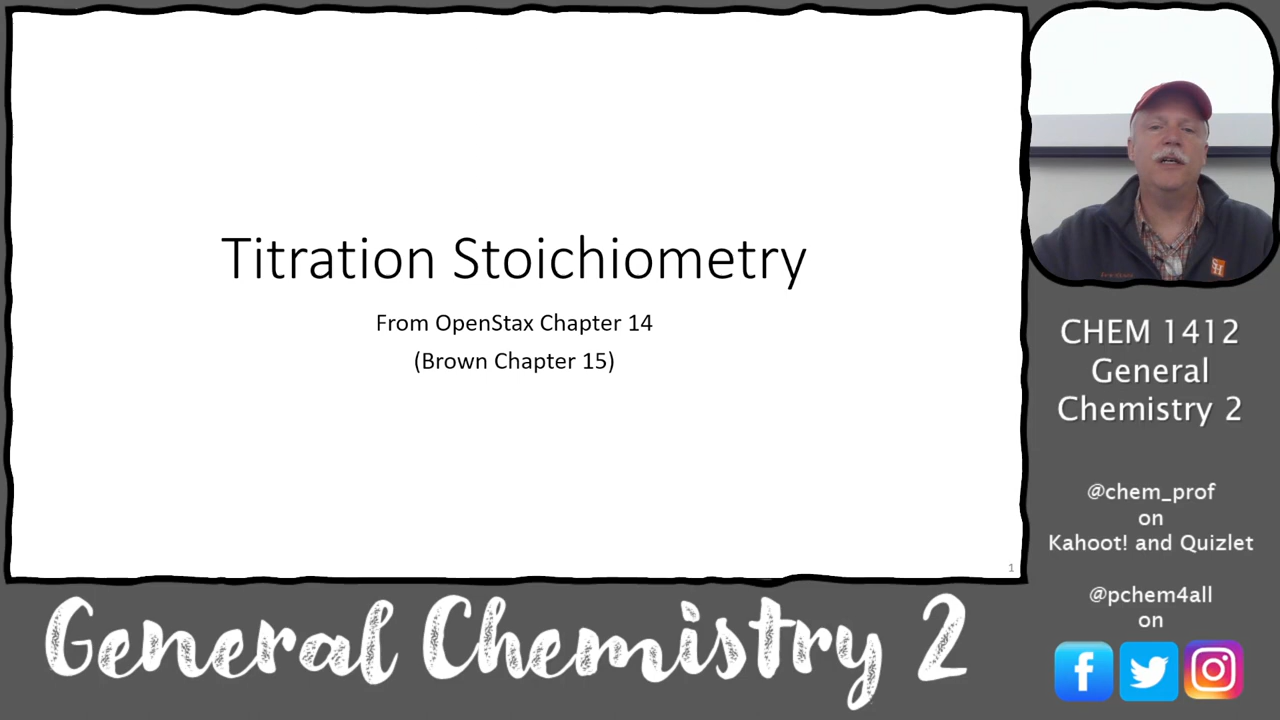 Titration Stoichiometry
From OpenStax Chapter 14
(Brown Chapter 15)
1
CHEM 1412
General
Chemistry 2
@chem_prof
on
Kahoot! and Quizlet
@pchem4all
on
General Chemistry 2